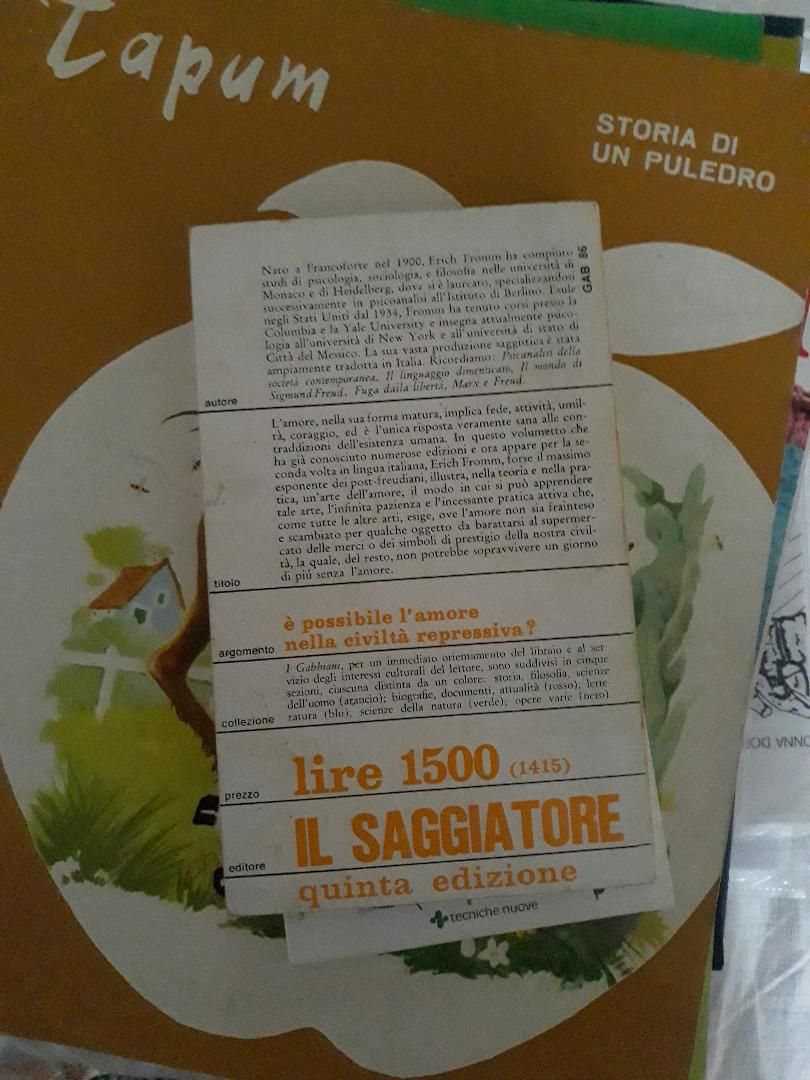 Tapum
STORIA DI
UN PULEDRO
Nato a Francoforte nel 1900, Erich Fromm ha compiuto
studi di psicologia, sociologia, e filosofia nelle università di
Monaco e di Heidelberg, dove si è laureato, specializzandosi
successivamente in psicoanalisi all'Istituto di Berlino. Esule
negli Stati Uniti dal 1934, Fromm ha tenuto corsi presso la
Columbia e la Yale University e insegna attualmente psico-
logia all'università di New York e all'università di stato di
Città del Messico. La sua vasta produzione saggistica è stata
ampiamente tradotta in Italia. Ricordiamo: Psicanalisi della
società contemporanea, Il linguaggio dimenticato, Il mondo di
Sigmund Freud, Fuga dalla libertà, Marx e Freud.
GAB 86
autore
L'amore, nella sua forma matura, implica fede, attività, umil-
tà, coraggio, ed è l'unica risposta veramente sana alle con-
traddizioni dell'esistenza umana. In questo volumetto che
ha già conosciuto numerose edizioni e ora appare per la se-
conda volta in lingua italiana, Erich Fromm, forse il massimo
esponente dei post-freudiani, illustra, nella teoria e nella pra-
tica, un'arte dell'amore, il modo in cui si può apprendere
tale arte, l'infinita pazienza e l'incessante pratica attiva che,
come tutte le altre arti, esige, ove l'amore non sia frainteso
e scambiato per qualche oggetto da barattarsi al supermer-
cato delle merci o dei simboli di prestigio della nostra civil-
tà, la quale, del resto, non potrebbe sopravvivere un giorno
di piú senza l'amore.
titolo
è possibile l'amore
nella civiltà repressiva?
argomento
I Gabbiani, per un immediato orientamento del libraio e al ser
vizio degli interessi culturali del lettore, sono suddivisi in cinque
sezioni, ciascuna distinta da un colore: storia, filosofia, scienze
dell'uomo (arancio); biografie, documenti, attualità (rosso); lette-
ratura (blu); scienze della natura (verde); opere varie (nero)
collezione
lire 1500 (1415)
prezzo
IL SAGGIATORE
editore
quinta edizione
tecniche nuove